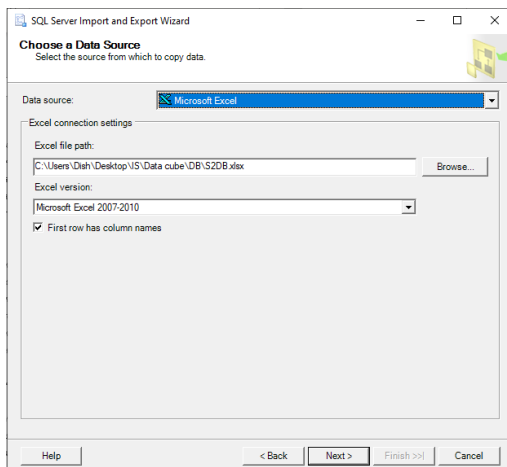 SQL Server Import and Export Wizard
Choose a Data Source
Select the source from which to copy data.
Data source:
Microsoft Excel
Excel connection settings
Excel file path:
C:\Users\Dish\Desktop\IS\Data cube\DB\S2DB.xlsx
Browse...
Excel version:
Microsoft Excel 2007-2010
First row has column names
Help
< Back
Next >
Finish >>|
Cancel